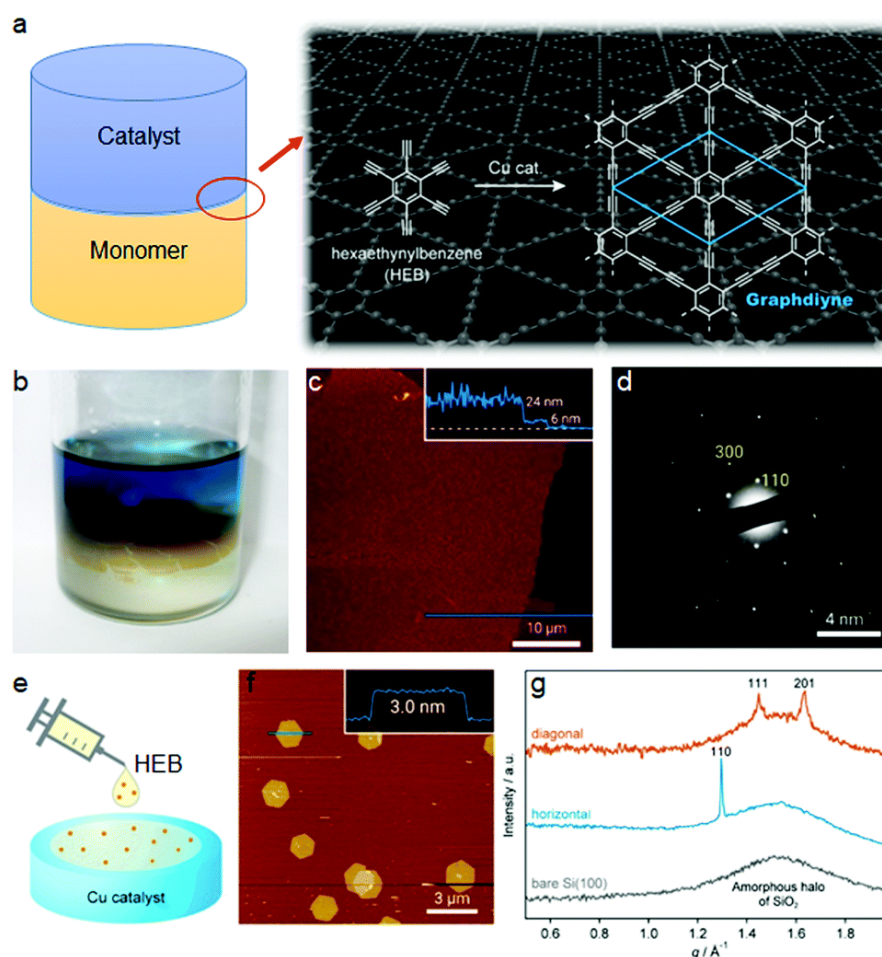 a
Catalyst
Monomer
Cu cat.
hexaethynylbenzene
(HEB)
Graphdiyne
b
c
24 nm
6 nm
10 µm
d
300
110
4 nm
e
HEB
Cu catalyst
f
3.0 nm
3 µm
g
111
201
diagonal
110
horizontal
bare Si(100)
Amorphous halo
of SiO₂
Intensity / a.u.
0.6
0.8
1.0
1.2
1.4
1.6
1.8
q / Å⁻¹